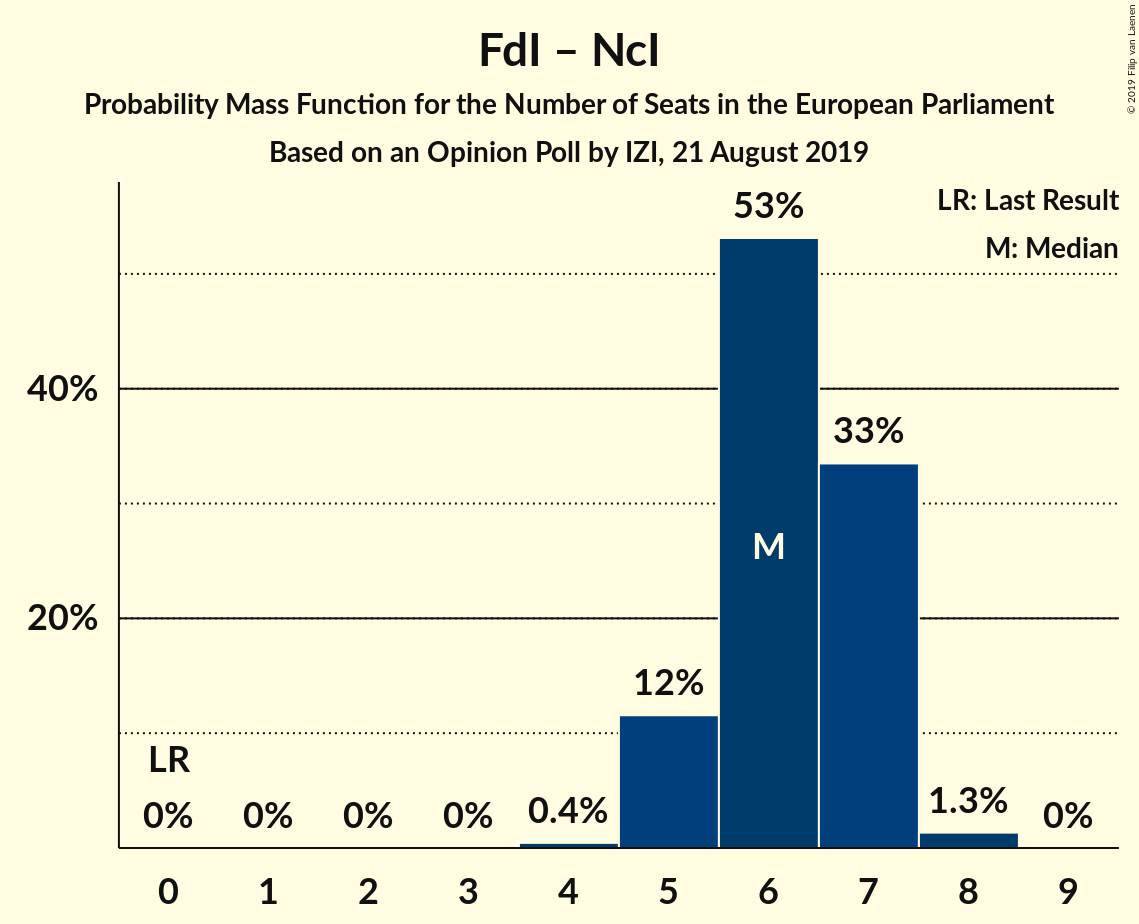 FdI – NcI
Probability Mass Function for the Number of Seats in the European Parliament
Based on an Opinion Poll by IZI, 21 August 2019
© 2019 Filip van Laenen
LR: Last Result
M: Median
53%
40%
33%
M
20%
12%
LR
0% 0% 0% 0% 0.4% 1.3% 0%
0 1 2 3 4 5 6 7 8 9